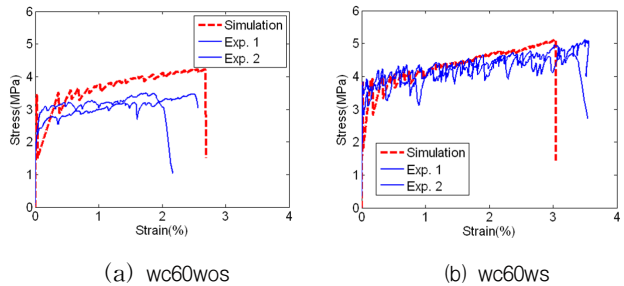 6
5
4
3
2
1
0
Stress(MPa)
0 1 2 3 4
Strain(%)
Simulation
Exp. 1
Exp. 2
(a) wc60wos
6
5
4
3
2
1
0
Stress(MPa)
0 1 2 3 4
Strain(%)
Simulation
Exp. 1
Exp. 2
(b) wc60ws